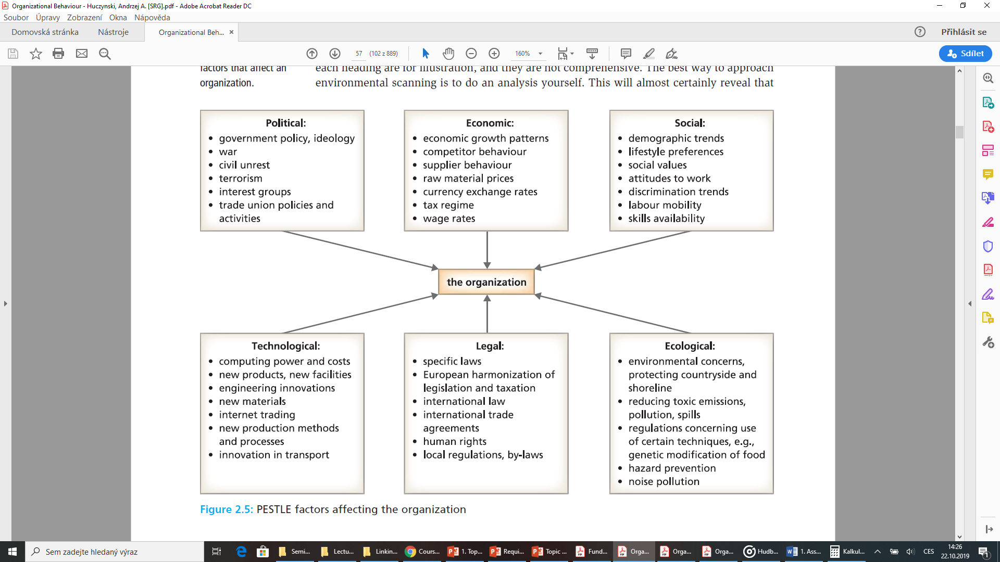 Organizational Behaviour - Huczynski, Andrzej A. [SRG].pdf - Adobe Acrobat Reader DC
Soubor Úpravy Zobrazení Okna Nápověda
Domovská stránka Nástroje Organizational Beh... × Přihlásit se
57 (102 z 889) 160% Sdílet
factors that affect an
organization.
each heading are for illustration, and they are not comprehensive. The best way to approach
environmental scanning is to do an analysis yourself. This will almost certainly reveal that
Political:
• government policy, ideology
• war
• civil unrest
• terrorism
• interest groups
• trade union policies and
activities
Economic:
• economic growth patterns
• competitor behaviour
• supplier behaviour
• raw material prices
• currency exchange rates
• tax regime
• wage rates
Social:
• demographic trends
• lifestyle preferences
• social values
• attitudes to work
• discrimination trends
• labour mobility
• skills availability
the organization
Technological:
• computing power and costs
• new products, new facilities
• engineering innovations
• new materials
• internet trading
• new production methods
and processes
• innovation in transport
Legal:
• specific laws
• European harmonization of
legislation and taxation
• international law
• international trade
agreements
• human rights
• local regulations, by-laws
Ecological:
• environmental concerns,
protecting countryside and
shoreline
• reducing toxic emissions,
pollution, spills
• regulations concerning use
of certain techniques, e.g.,
genetic modification of food
• hazard prevention
• noise pollution
Figure 2.5: PESTLE factors affecting the organization
Sem zadejte hledaný výraz
Semi... Lectu... Linkin... Cours... 1. Top... Requi... Topic ... Fund... Orga... Orga... Orga... Hudb... 1. Ass... Kalkul... CES
14:26
22.10.2019
1